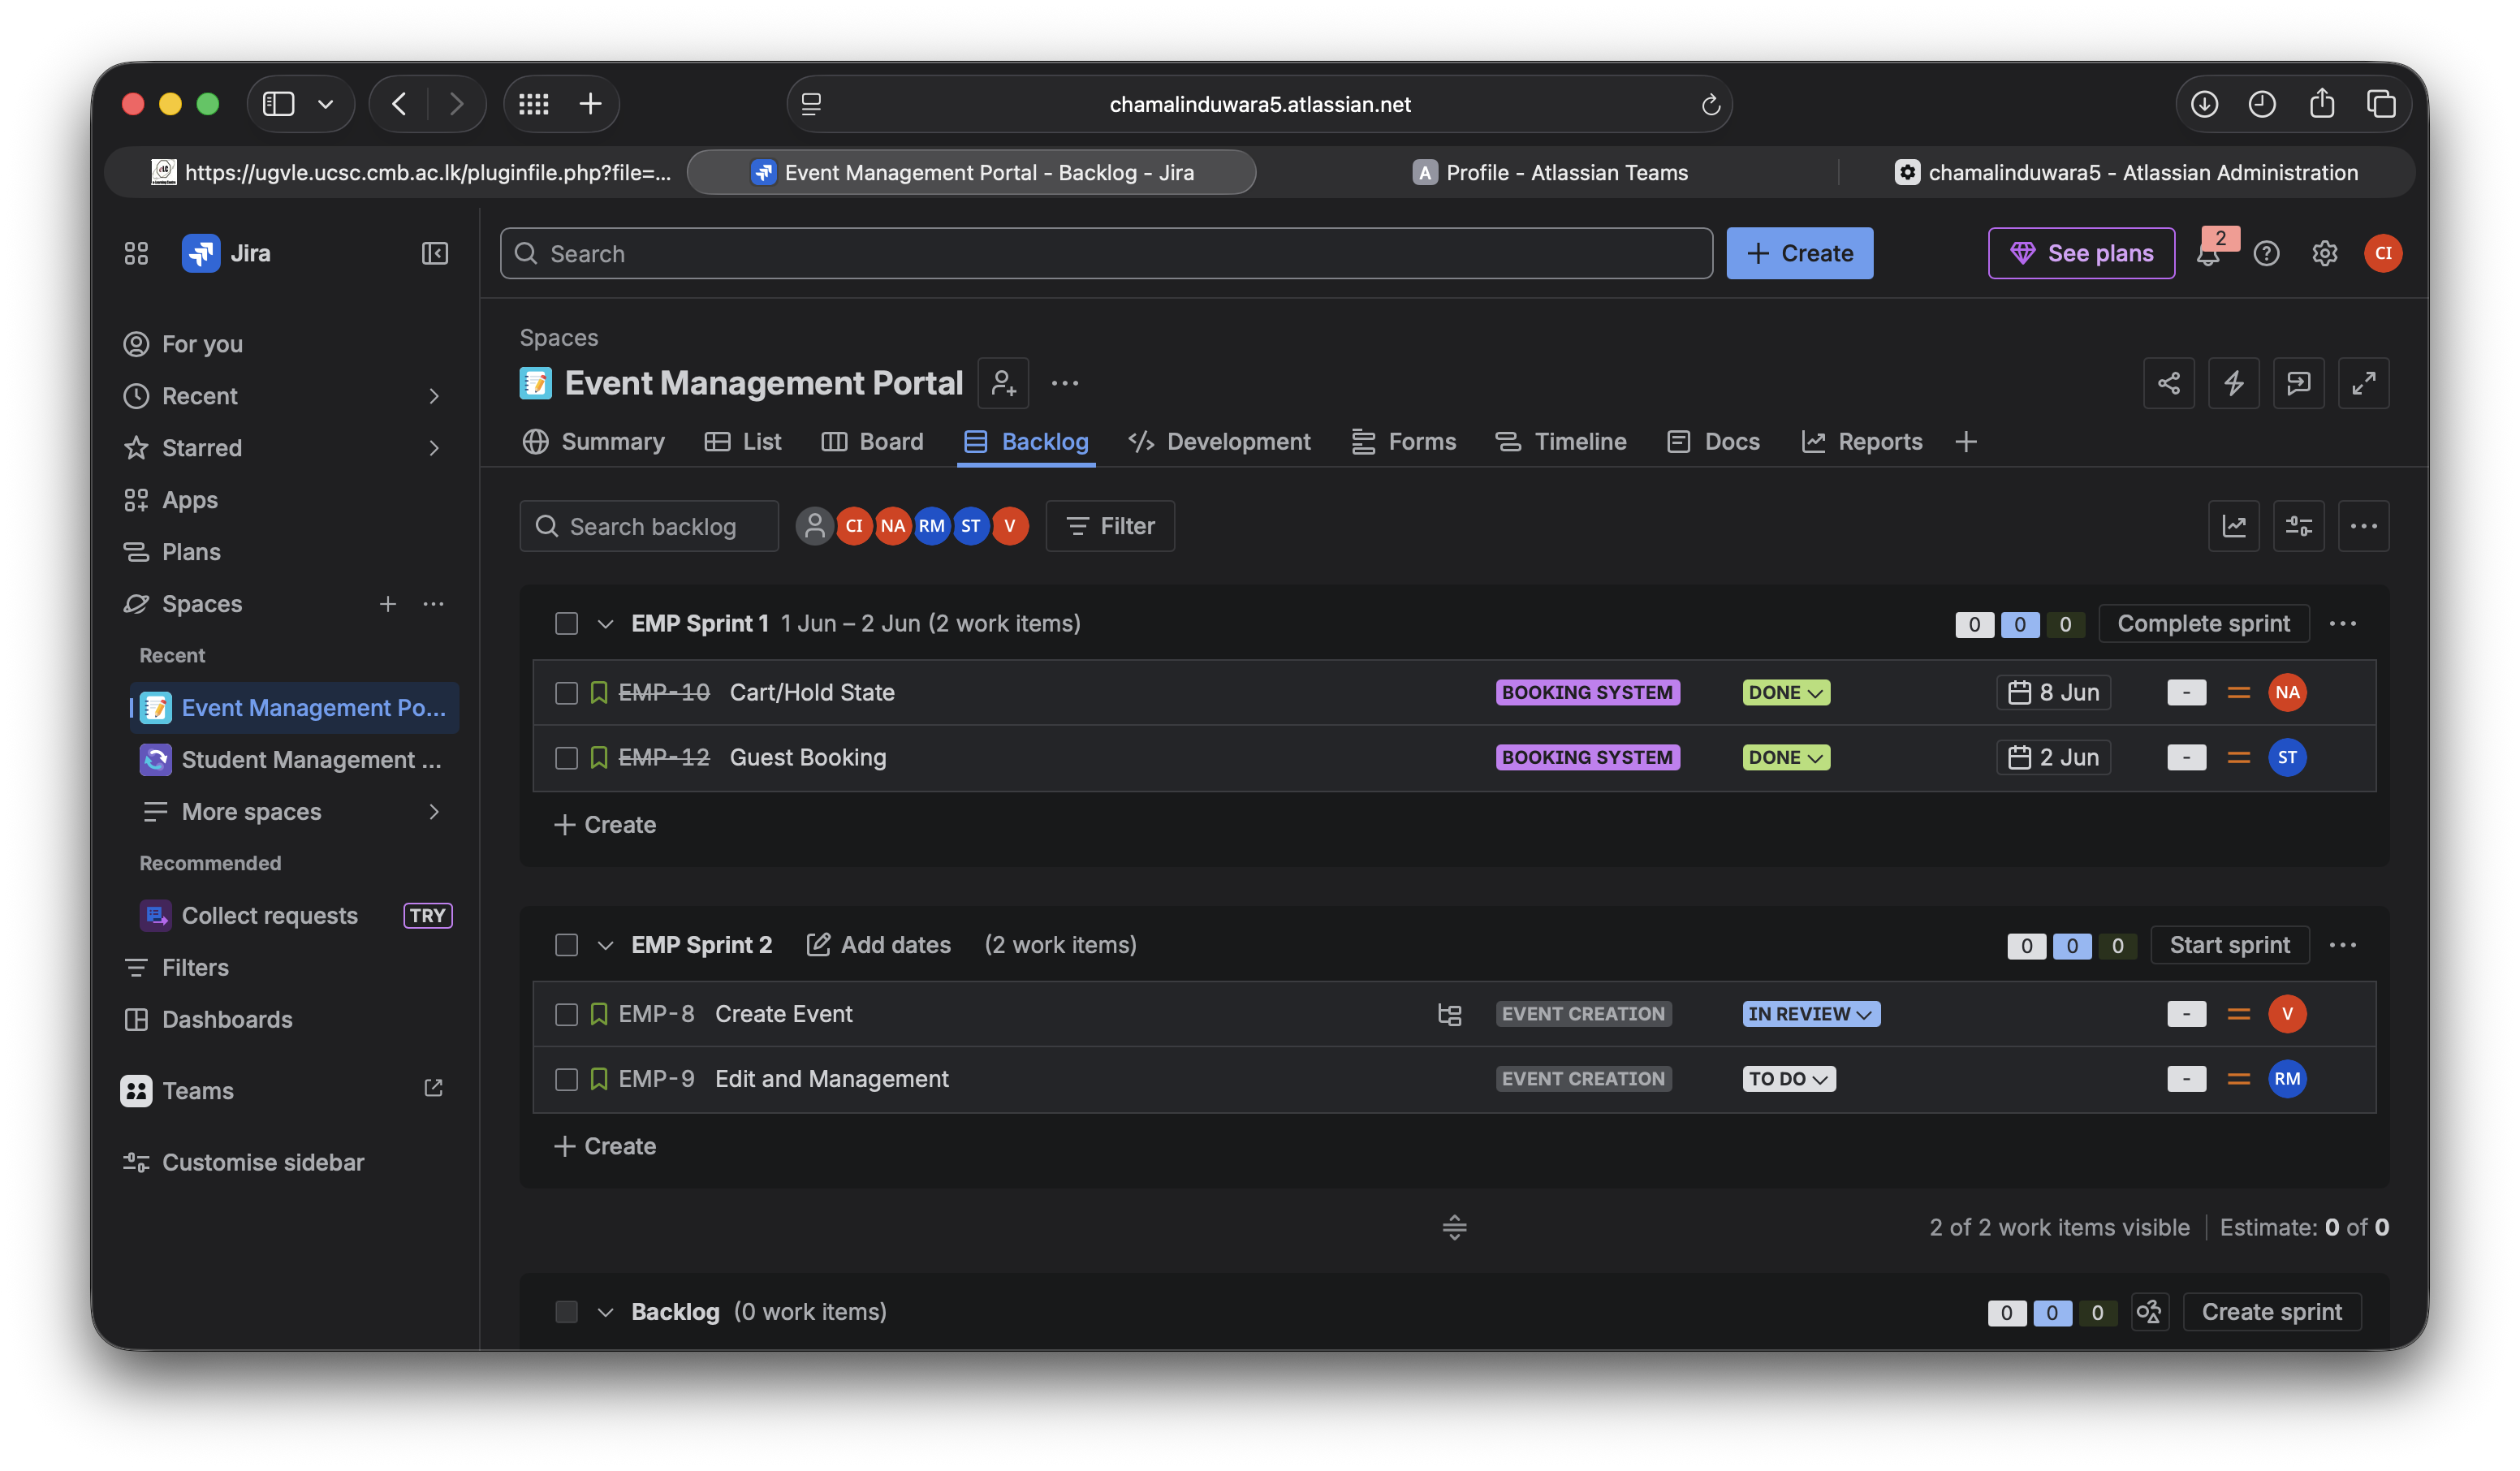 chamalinduwara5.atlassian.net
https://ugvle.ucsc.cmb.ac.lk/pluginfile.php?file=...
Event Management Portal - Backlog - Jira
A Profile - Atlassian Teams
chamalinduwara5 - Atlassian Administration
Jira
Search
Create
See plans
2
CI
For you
Recent
Starred
Apps
Plans
Spaces
Recent
Event Management Po...
Student Management ...
More spaces
Recommended
Collect requests TRY
Filters
Dashboards
Teams
Customise sidebar
Spaces
Event Management Portal
Summary List Board Backlog Development Forms Timeline Docs Reports
Search backlog CI NA RM ST V Filter
EMP Sprint 1 1 Jun – 2 Jun (2 work items) 0 0 0 Complete sprint
EMP-10 Cart/Hold State BOOKING SYSTEM DONE 8 Jun - NA
EMP-12 Guest Booking BOOKING SYSTEM DONE 2 Jun - ST
Create
EMP Sprint 2 Add dates (2 work items) 0 0 0 Start sprint
EMP-8 Create Event EVENT CREATION IN REVIEW - V
EMP-9 Edit and Management EVENT CREATION TO DO - RM
Create
2 of 2 work items visible Estimate: 0 of 0
Backlog (0 work items) 0 0 0 Create sprint